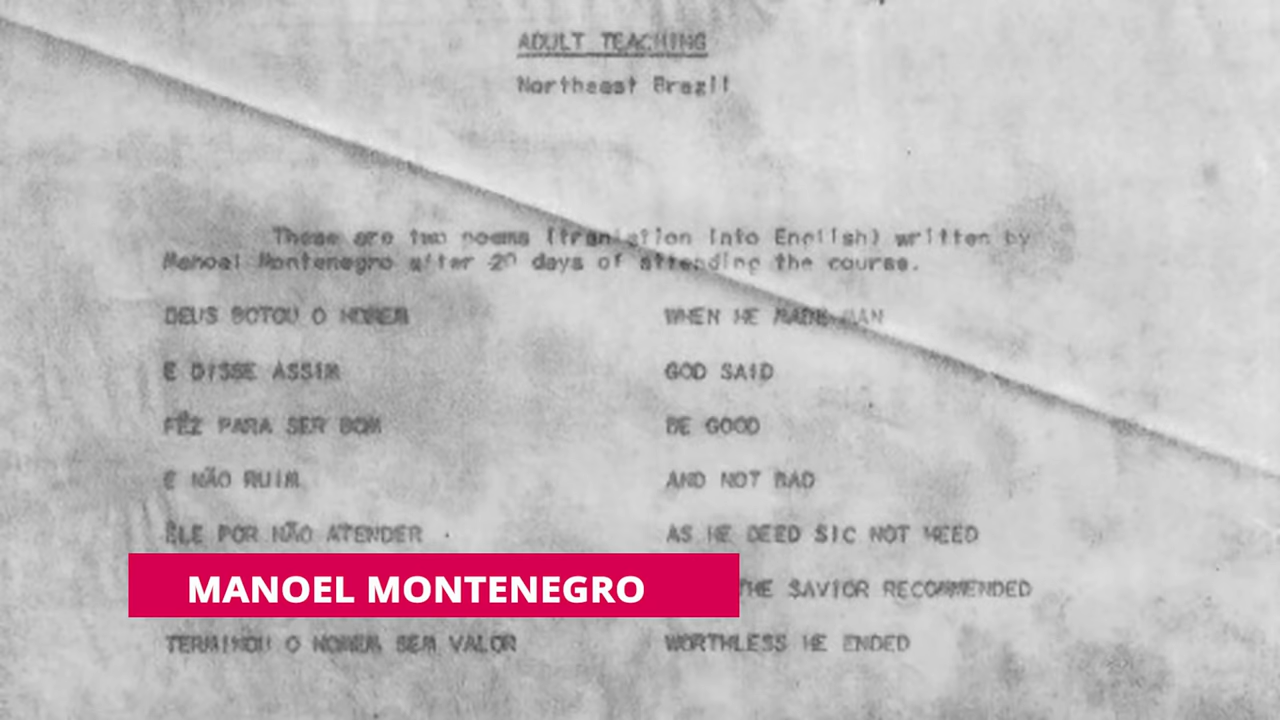 ADULT TEACHING
Northeast Brazil
These are two poems (translation into English) written by
Manoel Montenegro after 20 days of attending the course.
DEUS BOTOU O HOMEM
WHEN HE MADE MAN
E DISSE ASSIM
GOD SAID
FÊZ PARA SER BOM
BE GOOD
E NÃO RUIM
AND NOT BAD
ÊLE POR NÃO ATENDER
AS HE DEED SIC NOT HEED
MANOEL MONTENEGRO
THE SAVIOR RECOMMENDED
TERMINOU O HOMEM SEM VALOR
WORTHLESS HE ENDED